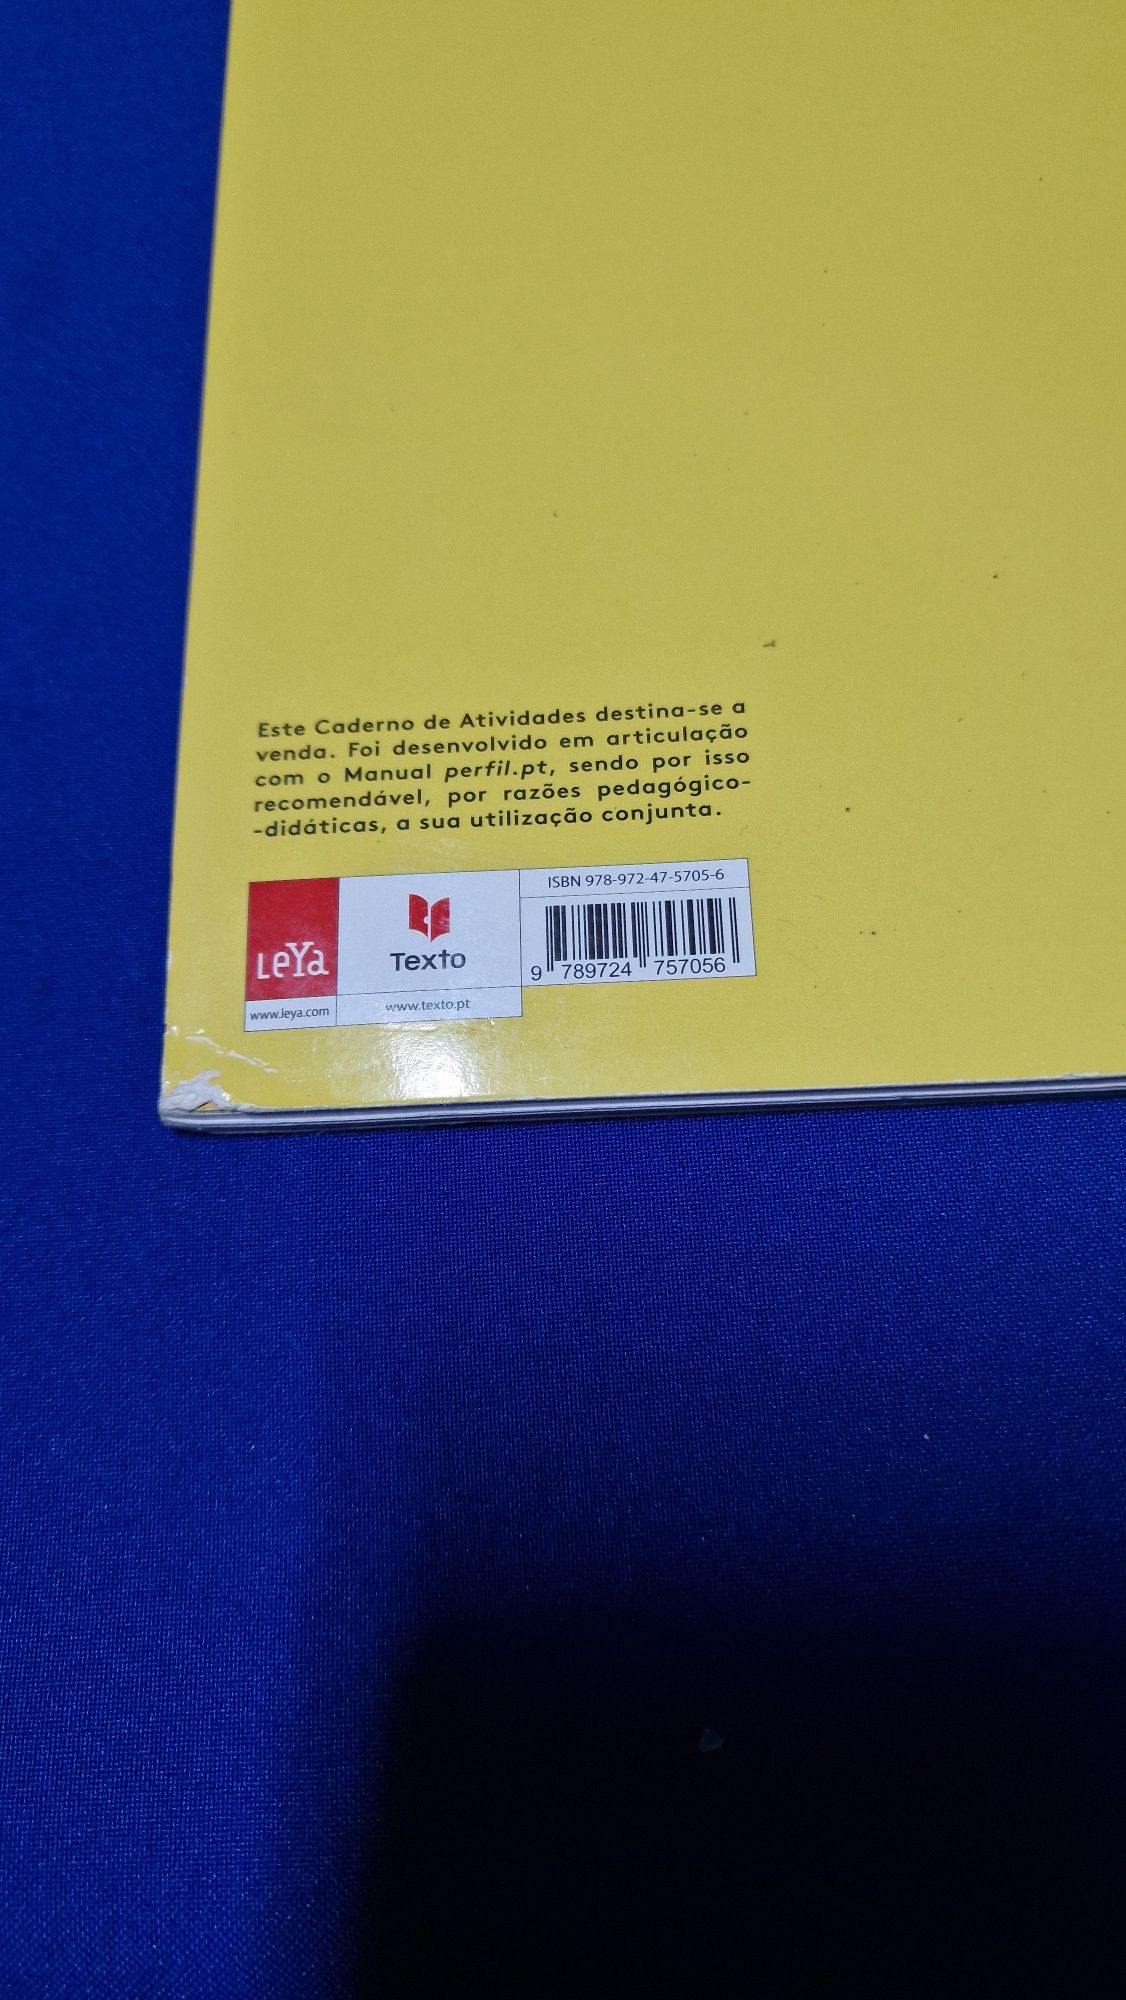 Este Caderno de Atividades destina-se a
venda. Foi desenvolvido em articulação
com o Manual perfil.pt, sendo por isso
recomendável, por razões pedagógico-
-didáticas, a sua utilização conjunta.
LEYA
www.leya.com
Texto
www.texto.pt
ISBN 978-972-47-5705-6
9 789724 757056